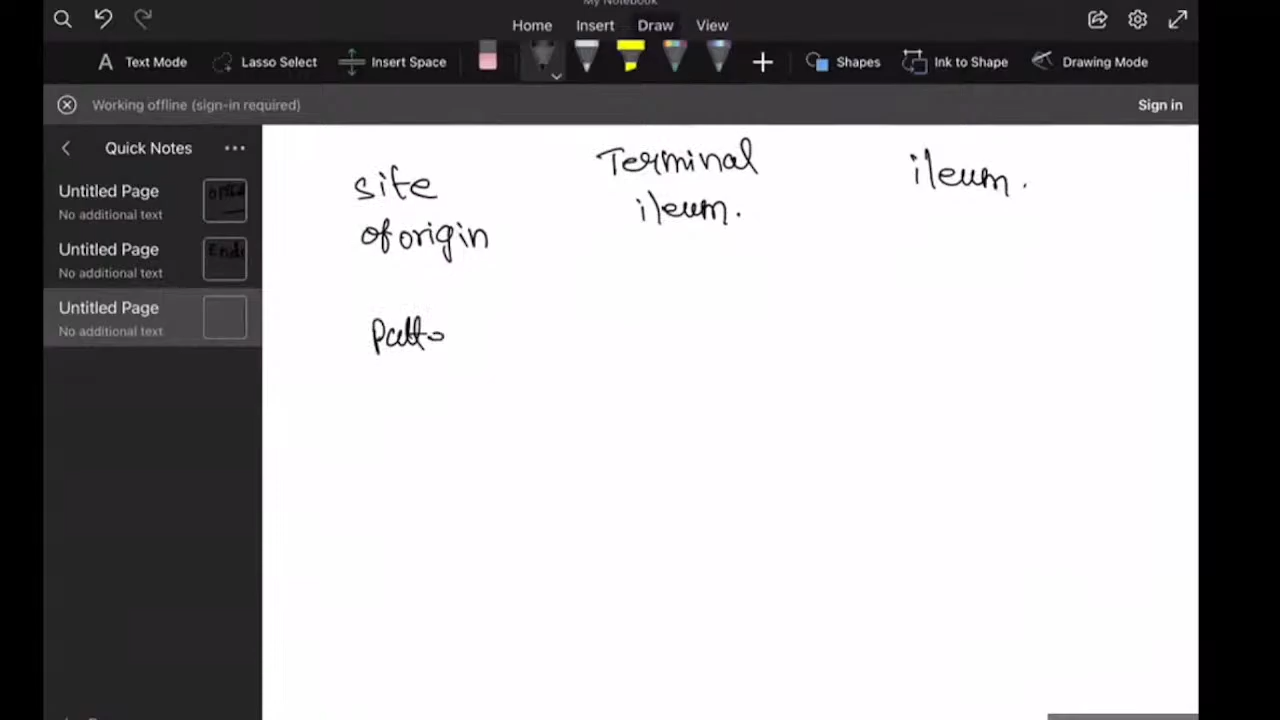 My Notebook
Home Insert Draw View
Text Mode Lasso Select Insert Space Shapes Ink to Shape Drawing Mode
Working offline (sign-in required) Sign in
Quick Notes
Untitled Page
No additional text
Untitled Page
No additional text
Untitled Page
No additional text
site
of origin
Terminal
ileum.
ileum.